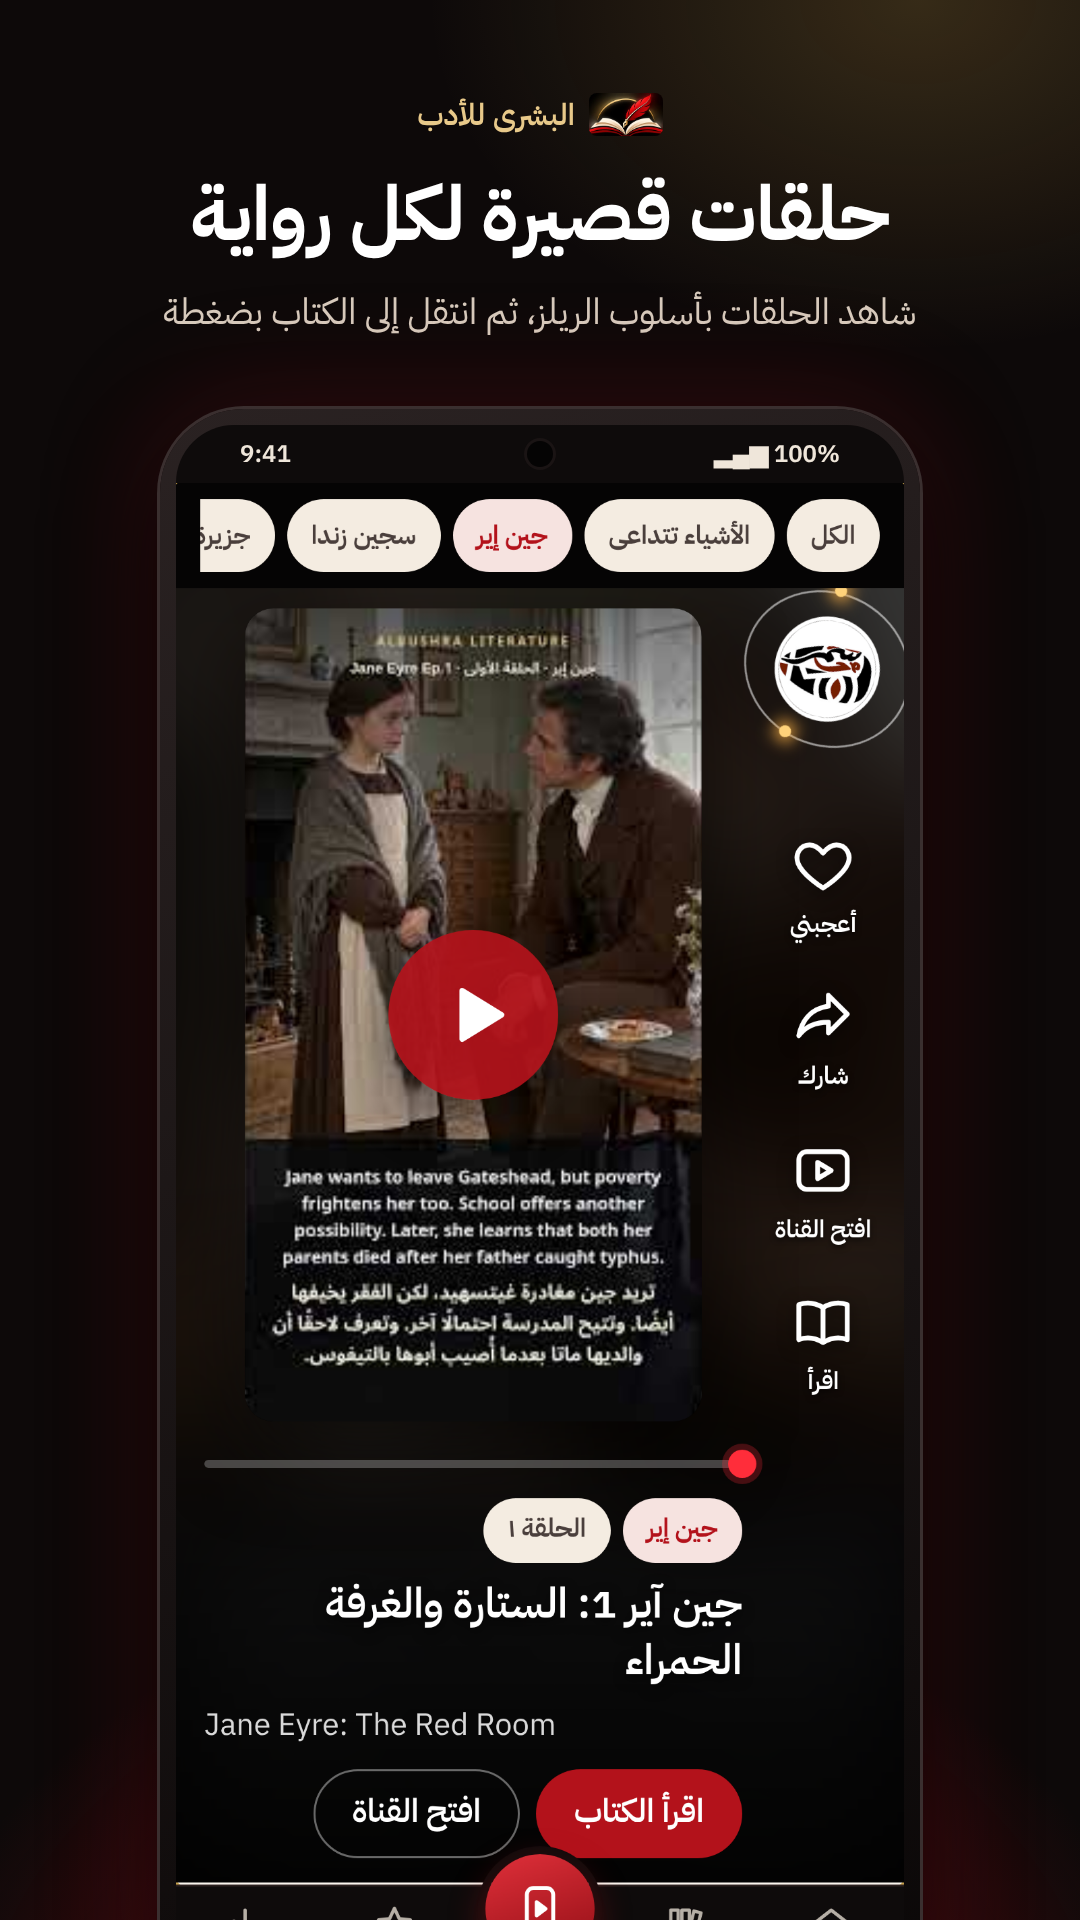 البشرى للأدب
حلقات قصيرة لكل رواية
شاهد الحلقات بأسلوب الريلز، ثم انتقل إلى الكتاب بضغطة
9:41
100%
الكل
الأشياء تتداعى
جين إير
سجين زندا
جزيرة
ALBUSHRA LITERATURE
جين إير - الحلقة الأولى - Jane Eyre Ep.1
Jane wants to leave Gateshead, but poverty
frightens her too. School offers another
possibility. Later, she learns that both her
parents died after her father caught typhus.
تريد جين مغادرة غيتسهيد، لكن الفقر يخيفها
أيضًا. وتتيح المدرسة احتمالًا آخر. وتعرف لاحقًا أن
والديها ماتا بعدما أُصيب أبوها بالتيفوس.
أعجبني
شارك
افتح القناة
اقرأ
جين إير
الحلقة ١
جين آير 1: الستارة والغرفة
الحمراء
Jane Eyre: The Red Room
اقرأ الكتاب
افتح القناة